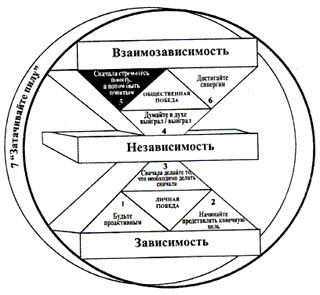 7 "Затачивайте пилу"
Взаимозависимость
Сначала стремитесь
понять,
а потом быть
понятым
5
ОБЩЕСТВЕННАЯ
ПОБЕДА
Достигайте
синергии
6
Думайте в духе
выиграл / выиграл
4
Независимость
3
Сначала делайте то,
что необходимо делать
сначала
1
Будьте
проактивным
ЛИЧНАЯ
ПОБЕДА
2
Начинайте
представлять конечную
цель
Зависимость